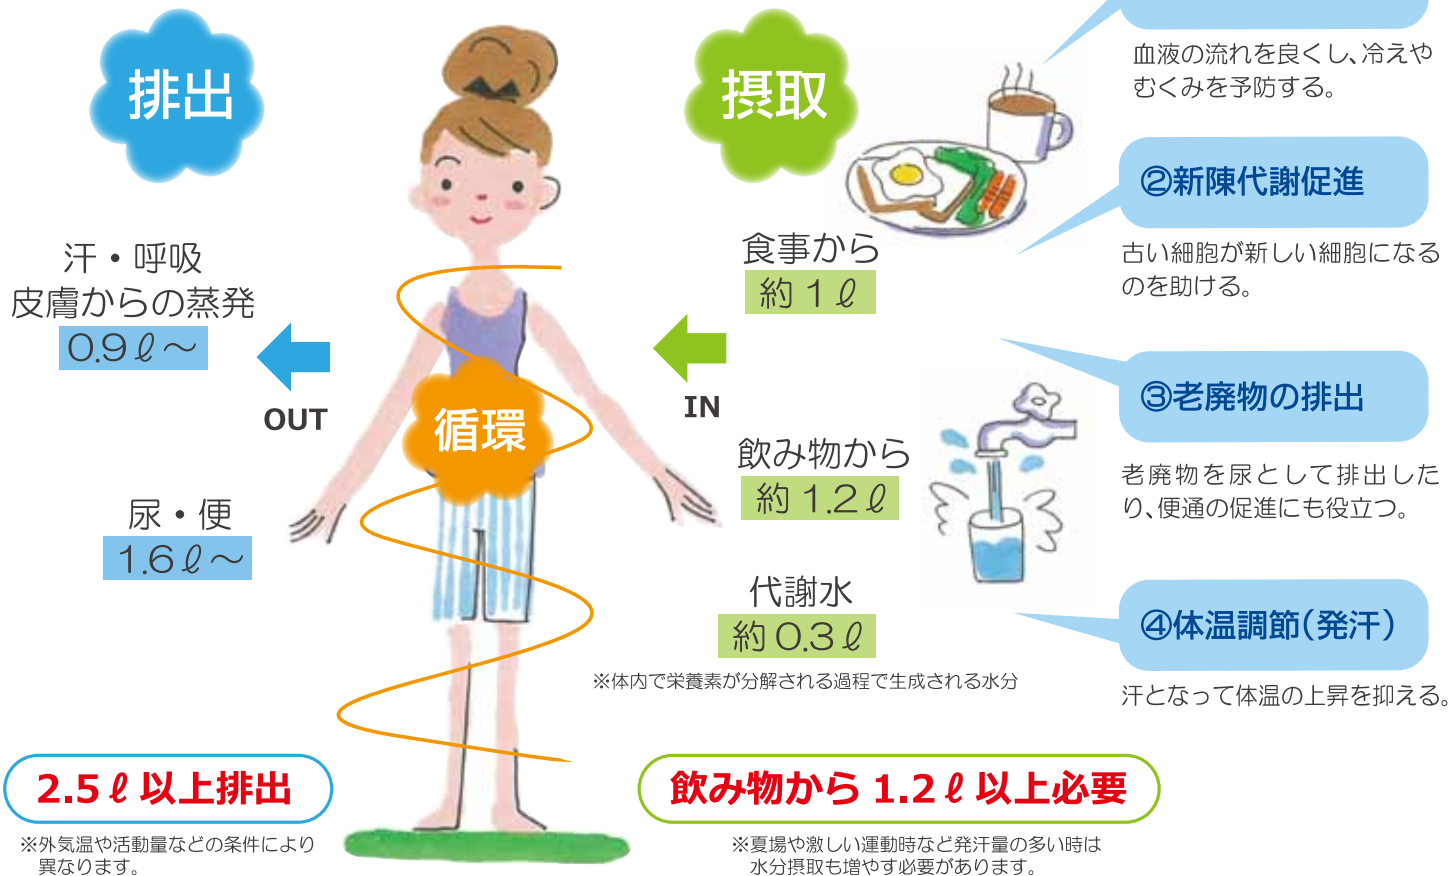 排出
汗・呼吸
皮膚からの蒸発
0.9ℓ～
OUT
尿・便
1.6ℓ～
2.5ℓ以上排出
※外気温や活動量などの条件により
異なります。
循環
摂取
食事から
約1ℓ
IN
飲み物から
約1.2ℓ
代謝水
約0.3ℓ
※体内で栄養素が分解される過程で生成される水分
飲み物から1.2ℓ以上必要
※夏場や激しい運動時など発汗量の多い時は
水分摂取も増やす必要があります。
血液の流れを良くし、冷えや
むくみを予防する。
②新陳代謝促進
古い細胞が新しい細胞になる
のを助ける。
③老廃物の排出
老廃物を尿として排出した
り、便通の促進にも役立つ。
④体温調節(発汗)
汗となって体温の上昇を抑える。